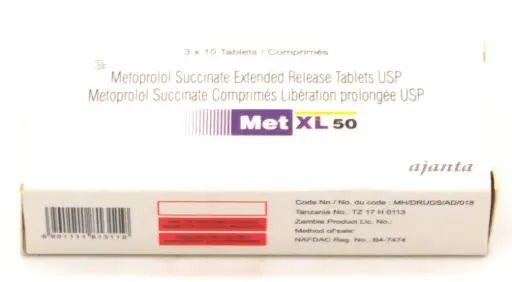 3 x 10 Tablets / Comprimés
Metoprolol Succinate Extended Release Tablets USP
Metoprolol Succinate Comprimés Libération prolongée USP
Met XL 50
ajanta
Code No / No. du code : MH/DRUGS/AD/018
Tanzania No.: TZ 17 H 0113
Zambia Product Lic. No.:
Method of sale:
NAFDAC Reg. No : B4-7474